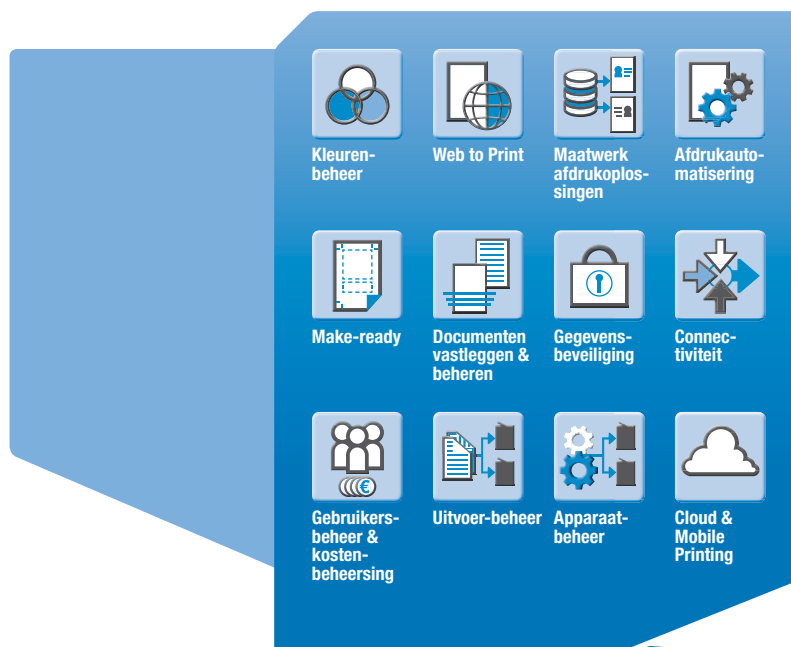 Kleuren-
beheer
Web to Print
Maatwerk
afdrukoplos-
singen
Afdrukauto-
matisering
Make-ready
Documenten
vastleggen &
beheren
Gegevens-
beveiliging
Connec-
tiviteit
Gebruikers-
beheer &
kosten-
beheersing
Uitvoer-beheer
Apparaat-
beheer
Cloud &
Mobile
Printing